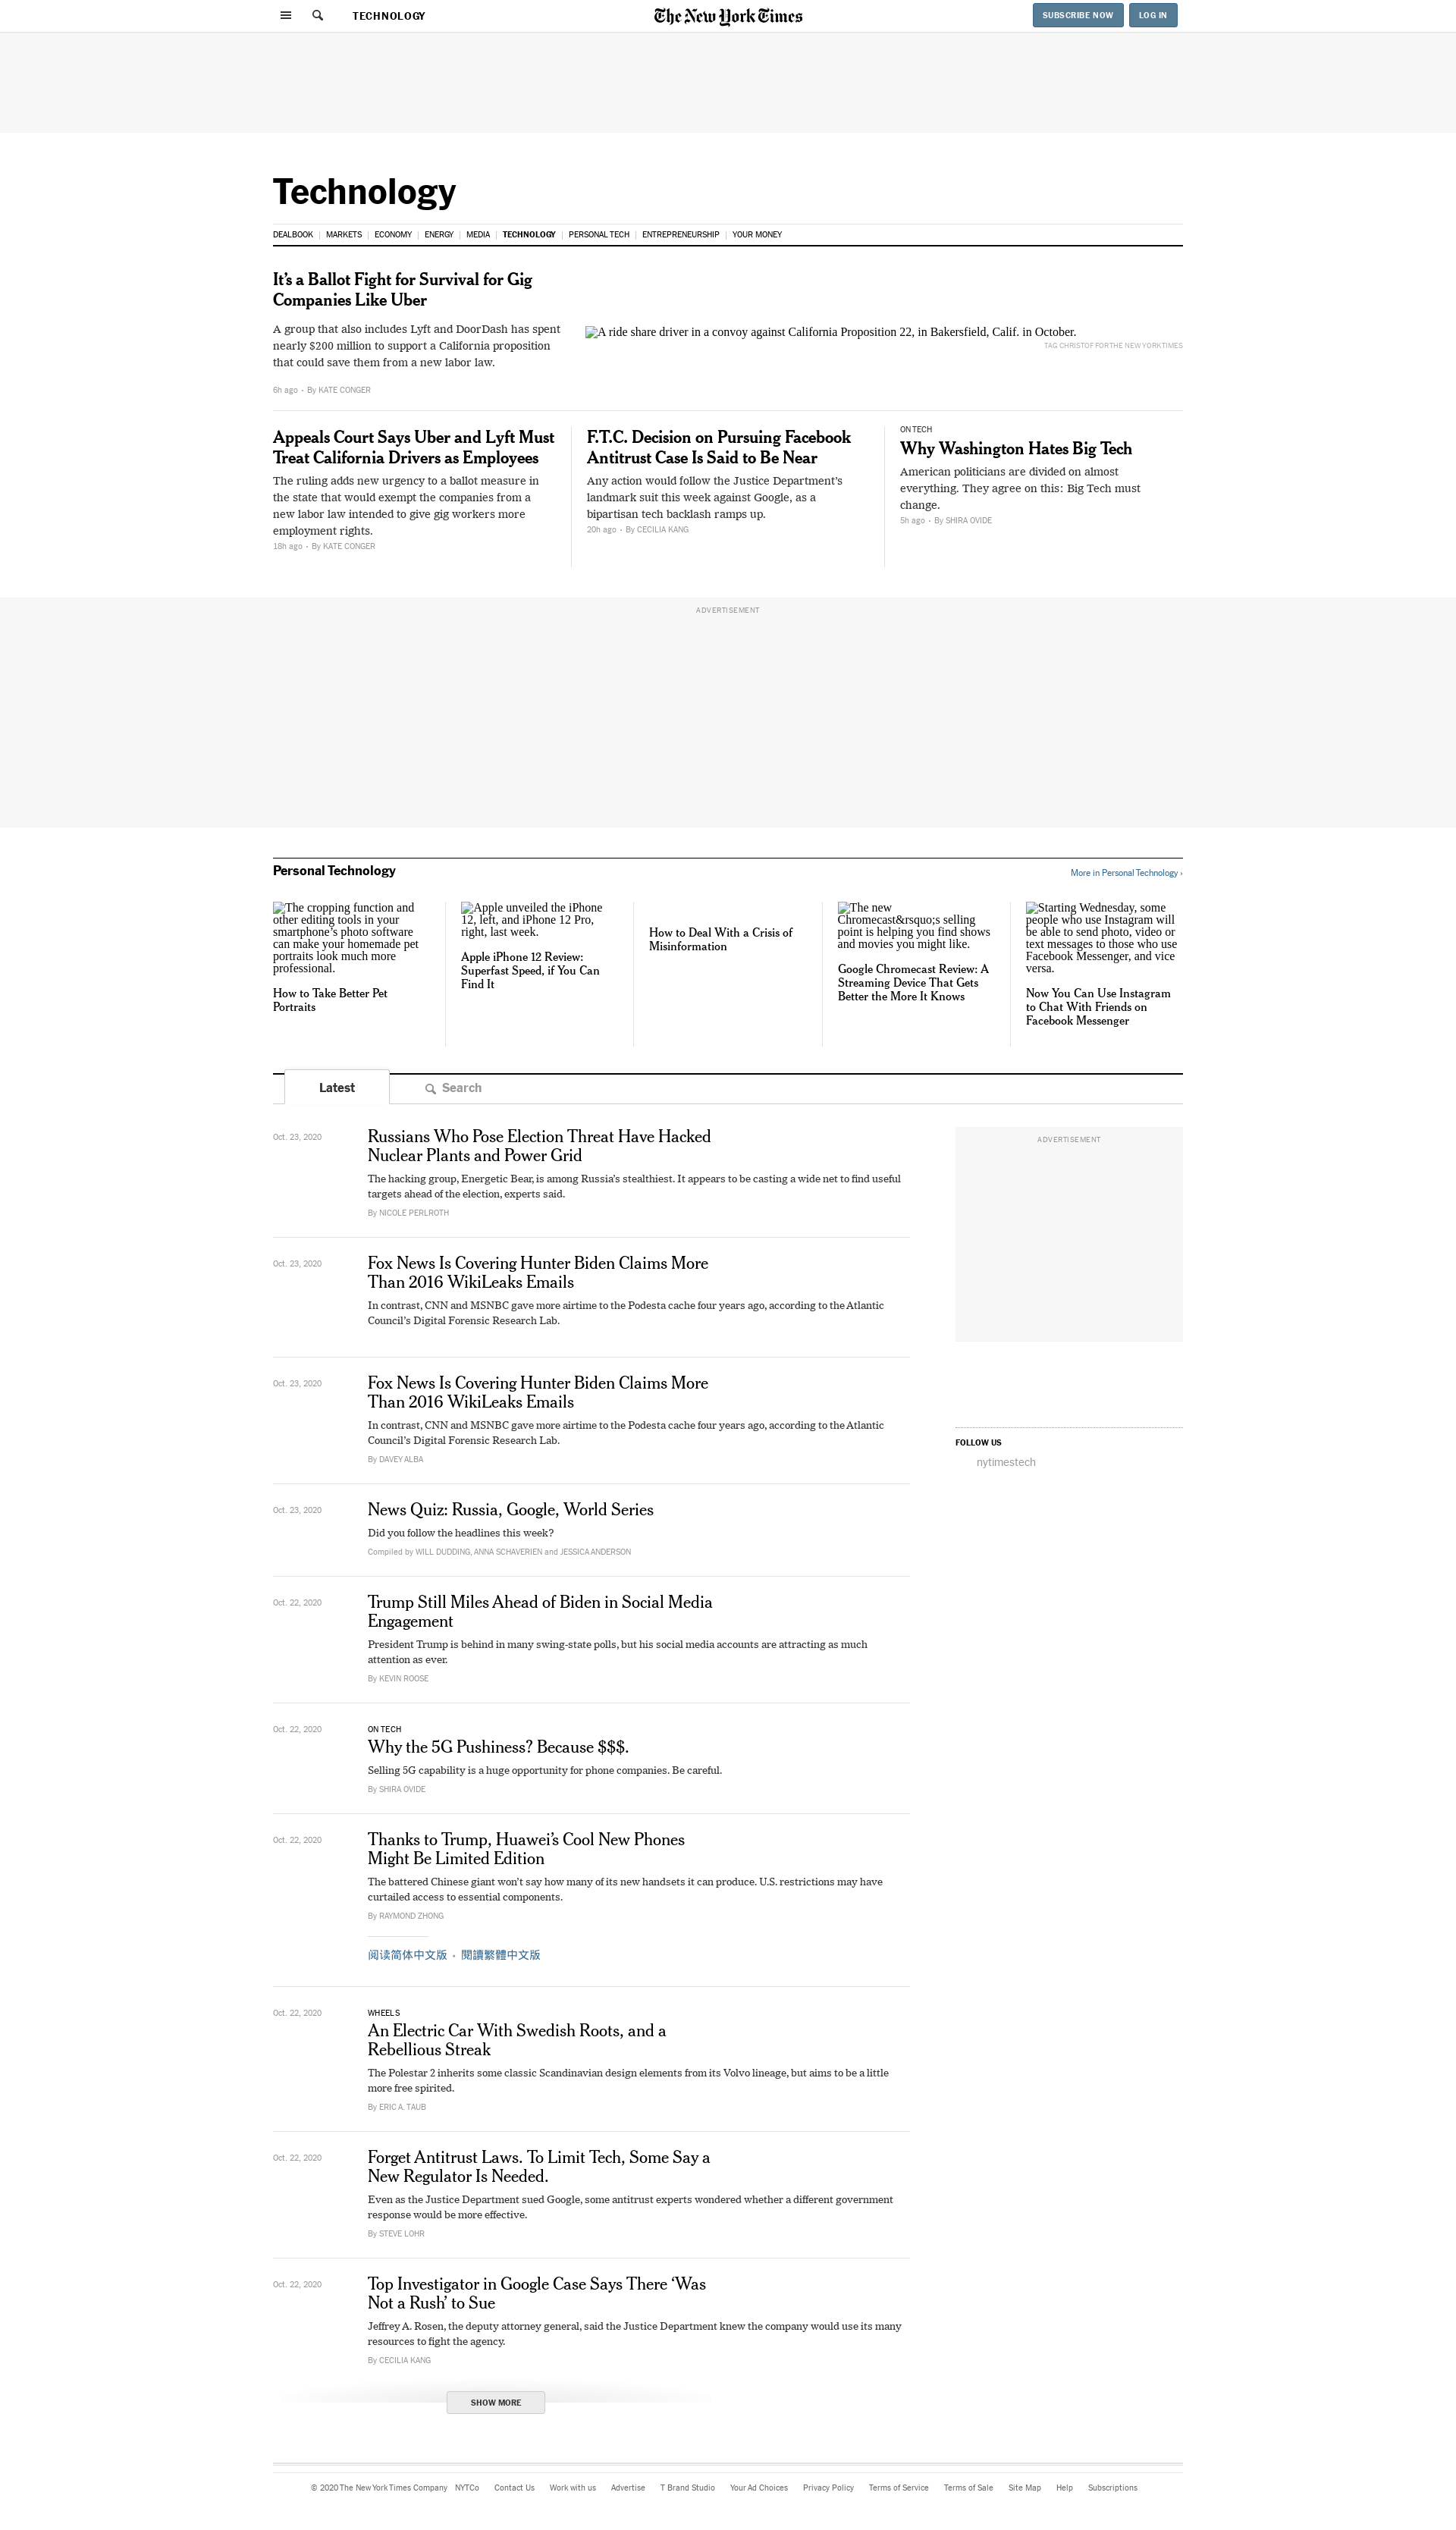 TECHNOLOGY
The New York Times
SUBSCRIBE NOW
LOG IN
Technology
DEALBOOK | MARKETS | ECONOMY | ENERGY | MEDIA | TECHNOLOGY | PERSONAL TECH | ENTREPRENEURSHIP | YOUR MONEY
It’s a Ballot Fight for Survival for Gig
Companies Like Uber
A group that also includes Lyft and DoorDash has spent
nearly $200 million to support a California proposition
that could save them from a new labor law.
6h ago • By KATE CONGER
A ride share driver in a convoy against California Proposition 22, in Bakersfield, Calif. in October.
TAG CHRISTOF FOR THE NEW YORK TIMES
Appeals Court Says Uber and Lyft Must
Treat California Drivers as Employees
The ruling adds new urgency to a ballot measure in
the state that would exempt the companies from a
new labor law intended to give gig workers more
employment rights.
18h ago • By KATE CONGER
F.T.C. Decision on Pursuing Facebook
Antitrust Case Is Said to Be Near
Any action would follow the Justice Department’s
landmark suit this week against Google, as a
bipartisan tech backlash ramps up.
20h ago • By CECILIA KANG
ON TECH
Why Washington Hates Big Tech
American politicians are divided on almost
everything. They agree on this: Big Tech must
change.
5h ago • By SHIRA OVIDE
ADVERTISEMENT
Personal Technology
More in Personal Technology ›
The cropping function and
other editing tools in your
smartphone’s photo software
can make your homemade pet
portraits look much more
professional.
How to Take Better Pet
Portraits
Apple unveiled the iPhone
12, left, and iPhone 12 Pro,
right, last week.
Apple iPhone 12 Review:
Superfast Speed, if You Can
Find It
How to Deal With a Crisis of
Misinformation
The new
Chromecast&rsquo;s selling
point is helping you find shows
and movies you might like.
Google Chromecast Review: A
Streaming Device That Gets
Better the More It Knows
Starting Wednesday, some
people who use Instagram will
be able to send photo, video or
text messages to those who use
Facebook Messenger, and vice
versa.
Now You Can Use Instagram
to Chat With Friends on
Facebook Messenger
Latest
Search
Oct. 23, 2020
Russians Who Pose Election Threat Have Hacked
Nuclear Plants and Power Grid
The hacking group, Energetic Bear, is among Russia’s stealthiest. It appears to be casting a wide net to find useful
targets ahead of the election, experts said.
By NICOLE PERLROTH
ADVERTISEMENT
Oct. 23, 2020
Fox News Is Covering Hunter Biden Claims More
Than 2016 WikiLeaks Emails
In contrast, CNN and MSNBC gave more airtime to the Podesta cache four years ago, according to the Atlantic
Council’s Digital Forensic Research Lab.
Oct. 23, 2020
Fox News Is Covering Hunter Biden Claims More
Than 2016 WikiLeaks Emails
In contrast, CNN and MSNBC gave more airtime to the Podesta cache four years ago, according to the Atlantic
Council’s Digital Forensic Research Lab.
By DAVEY ALBA
FOLLOW US
nytimestech
Oct. 23, 2020
News Quiz: Russia, Google, World Series
Did you follow the headlines this week?
Compiled by WILL DUDDING, ANNA SCHAVERIEN and JESSICA ANDERSON
Oct. 22, 2020
Trump Still Miles Ahead of Biden in Social Media
Engagement
President Trump is behind in many swing-state polls, but his social media accounts are attracting as much
attention as ever.
By KEVIN ROOSE
Oct. 22, 2020
ON TECH
Why the 5G Pushiness? Because $$$.
Selling 5G capability is a huge opportunity for phone companies. Be careful.
By SHIRA OVIDE
Oct. 22, 2020
Thanks to Trump, Huawei’s Cool New Phones
Might Be Limited Edition
The battered Chinese giant won’t say how many of its new handsets it can produce. U.S. restrictions may have
curtailed access to essential components.
By RAYMOND ZHONG
阅读简体中文版 • 閱讀繁體中文版
Oct. 22, 2020
WHEELS
An Electric Car With Swedish Roots, and a
Rebellious Streak
The Polestar 2 inherits some classic Scandinavian design elements from its Volvo lineage, but aims to be a little
more free spirited.
By ERIC A. TAUB
Oct. 22, 2020
Forget Antitrust Laws. To Limit Tech, Some Say a
New Regulator Is Needed.
Even as the Justice Department sued Google, some antitrust experts wondered whether a different government
response would be more effective.
By STEVE LOHR
Oct. 22, 2020
Top Investigator in Google Case Says There ‘Was
Not a Rush’ to Sue
Jeffrey A. Rosen, the deputy attorney general, said the Justice Department knew the company would use its many
resources to fight the agency.
By CECILIA KANG
SHOW MORE
© 2020 The New York Times Company NYTCo Contact Us Work with us Advertise T Brand Studio Your Ad Choices Privacy Policy Terms of Service Terms of Sale Site Map Help Subscriptions